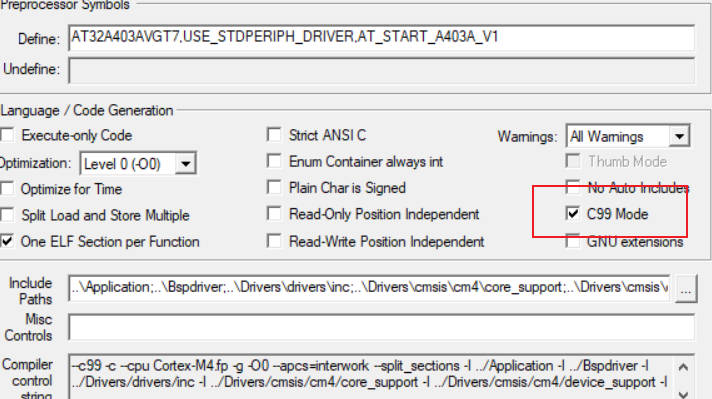 Preprocessor Symbols
Define: AT32A403AVGT7,USE_STDPERIPH_DRIVER,AT_START_A403A_V1
Undefine:
Language / Code Generation
Execute-only Code
Strict ANSI C
Warnings: All Warnings
Optimization: Level 0 (-O0)
Enum Container always int
Thumb Mode
Optimize for Time
Plain Char is Signed
No Auto Includes
Split Load and Store Multiple
Read-Only Position Independent
C99 Mode
One ELF Section per Function
Read-Write Position Independent
GNU extensions
Include Paths
..\Application;..\Bspdriver;..\Drivers\drivers\inc;..\Drivers\cmsis\cm4\core_support;..\Drivers\cmsis\
...
Misc Controls
Compiler control string
--c99 -c --cpu Cortex-M4.fp -g -O0 --apcs=interwork --split_sections -I ../Application -I ../Bspdriver -I
../Drivers/drivers/inc -I ../Drivers/cmsis/cm4/core_support -I ../Drivers/cmsis/cm4/device_support -I